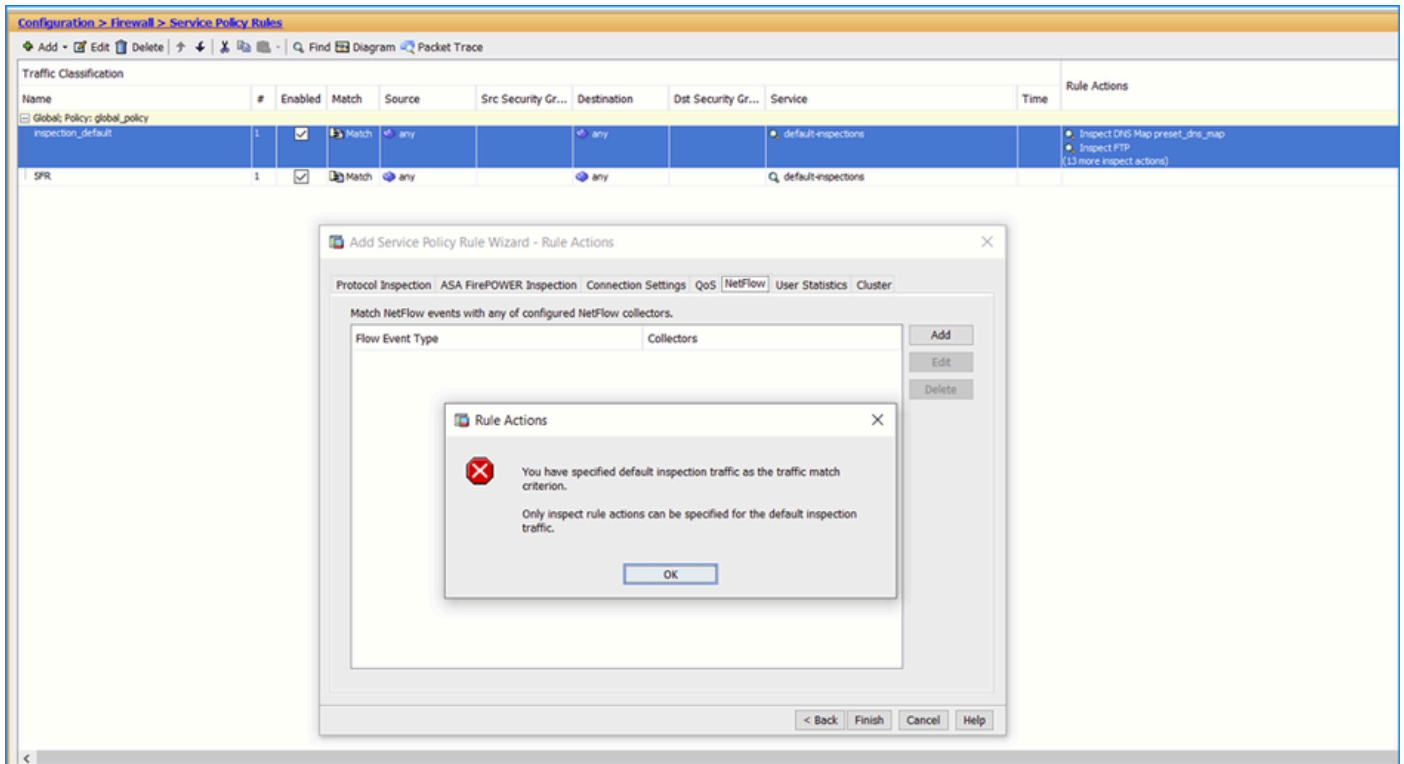 Configuration > Firewall > Service Policy Rules
Add Edit Delete Find Diagram Packet Trace
Traffic Classification
Rule Actions
Name # Enabled Match Source Src Security Gr... Destination Dst Security Gr... Service Time
Global; Policy: global_policy
inspection_default 1 Match any any default-inspections Inspect DNS Map preset_dns_map
Inspect FTP
(13 more inspect actions)
SFR 1 Match any any default-inspections
Add Service Policy Rule Wizard - Rule Actions
Protocol Inspection ASA FirePOWER Inspection Connection Settings QoS NetFlow User Statistics Cluster
Match NetFlow events with any of configured NetFlow collectors.
Flow Event Type Collectors Add
Edit
Delete
Rule Actions
You have specified default inspection traffic as the traffic match
criterion.
Only inspect rule actions can be specified for the default inspection
traffic.
OK
< Back Finish Cancel Help